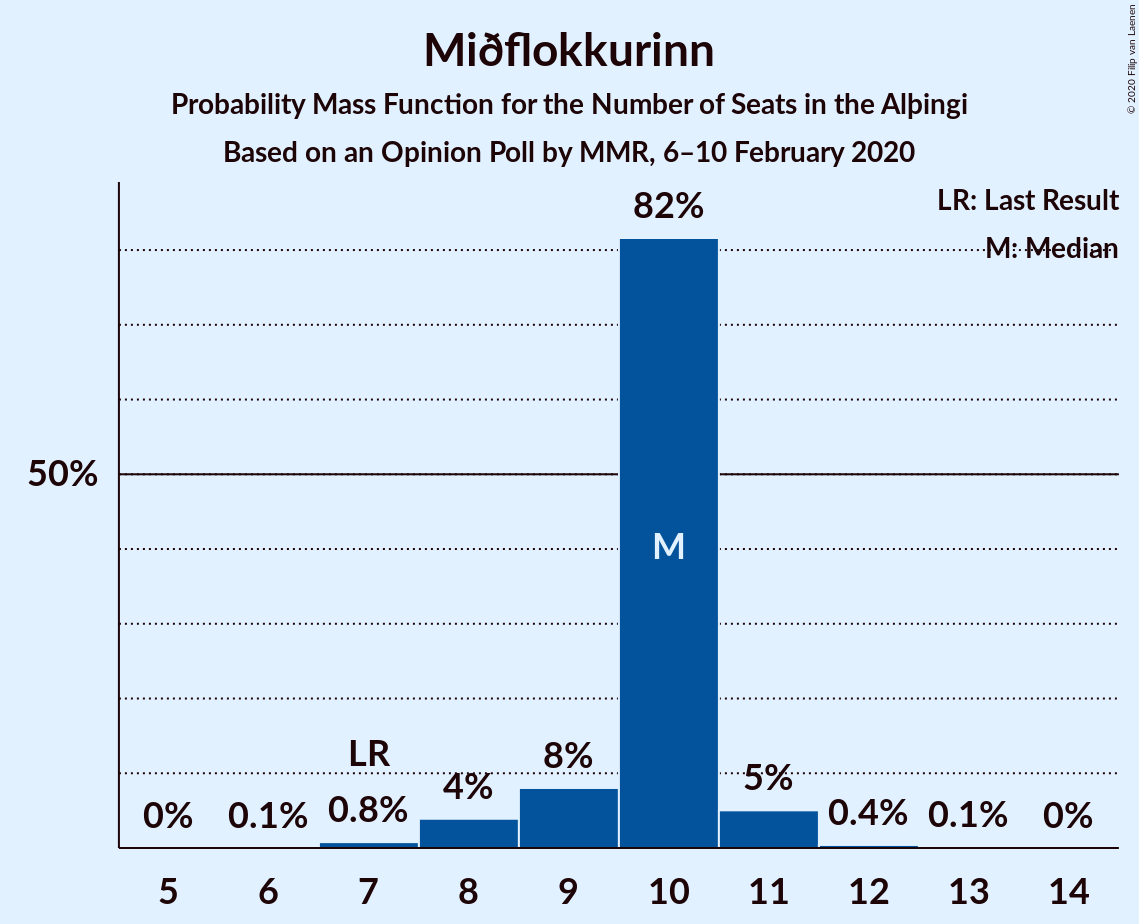 Miðflokkurinn
Probability Mass Function for the Number of Seats in the Alþingi
Based on an Opinion Poll by MMR, 6–10 February 2020
© 2020 Filip van Laenen
LR: Last Result
M: Median
82%
50%
M
LR
0%
0.1%
0.8%
4%
8%
5%
0.4%
0.1%
0%
5 6 7 8 9 10 11 12 13 14